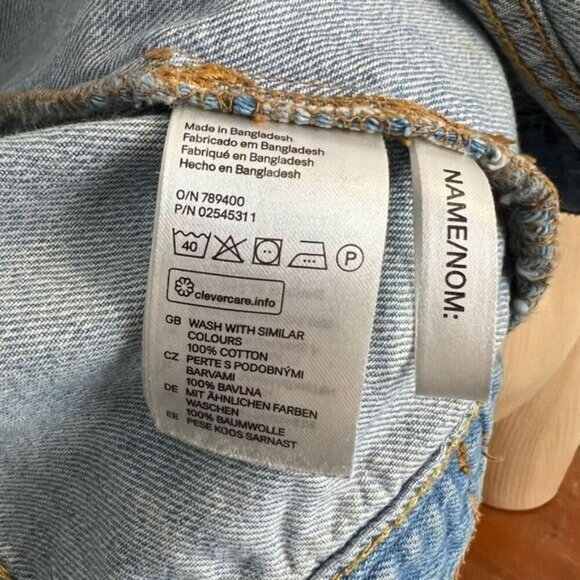 Made in Bangladesh
Fabricado em Bangladesh
Fabriqué en Bangladesh
Hecho en Bangladesh
O/N 789400
P/N 02545311
40 P
clevercare.info
GB WASH WITH SIMILAR
COLOURS
100% COTTON
CZ PERTE S PODOBNÝMI
BARVAMI
100% BAVLNA
DE MIT ÄHNLICHEN FARBEN
WASCHEN
100% BAUMWOLLE
EE PESE KOOS SARNAST
NAME/NOM: